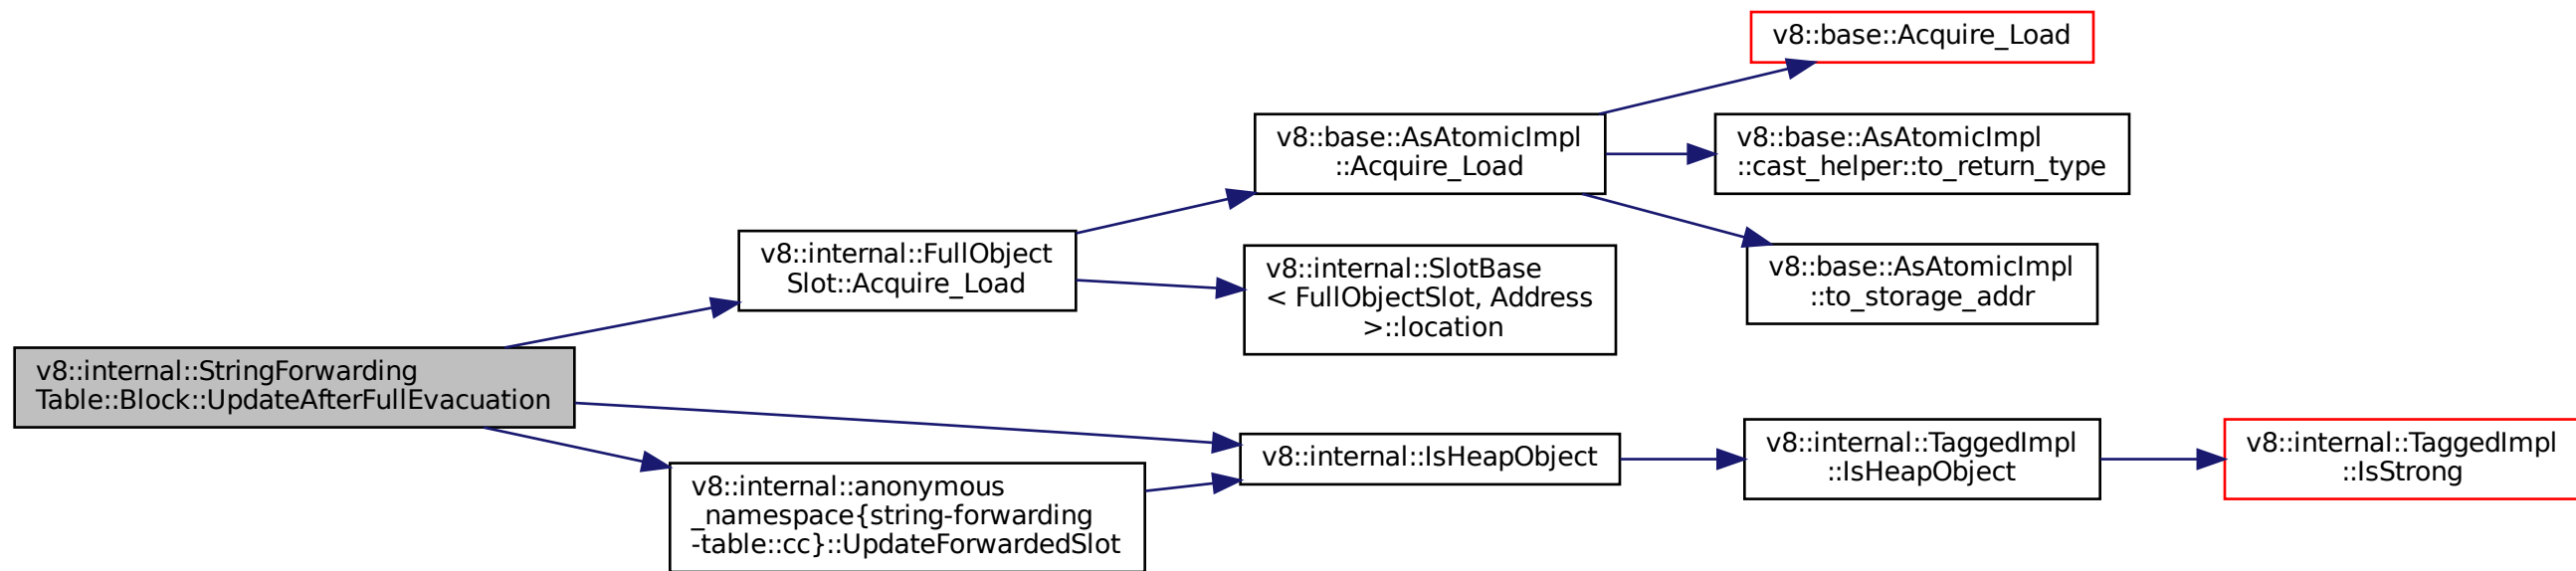 v8::base::Acquire_Load
v8::base::AsAtomicImpl
::Acquire_Load
v8::base::AsAtomicImpl
::cast_helper::to_return_type
v8::internal::FullObject
Slot::Acquire_Load
v8::internal::SlotBase
< FullObjectSlot, Address
>::location
v8::base::AsAtomicImpl
::to_storage_addr
v8::internal::StringForwarding
Table::Block::UpdateAfterFullEvacuation
v8::internal::IsHeapObject
v8::internal::TaggedImpl
::IsHeapObject
v8::internal::TaggedImpl
::IsStrong
v8::internal::anonymous
_namespace{string-forwarding
-table::cc}::UpdateForwardedSlot